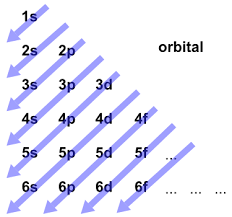 1s
2s 2p orbital
3s 3p 3d
4s 4p 4d 4f
5s 5p 5d 5f ...
6s 6p 6d 6f ... ... ...